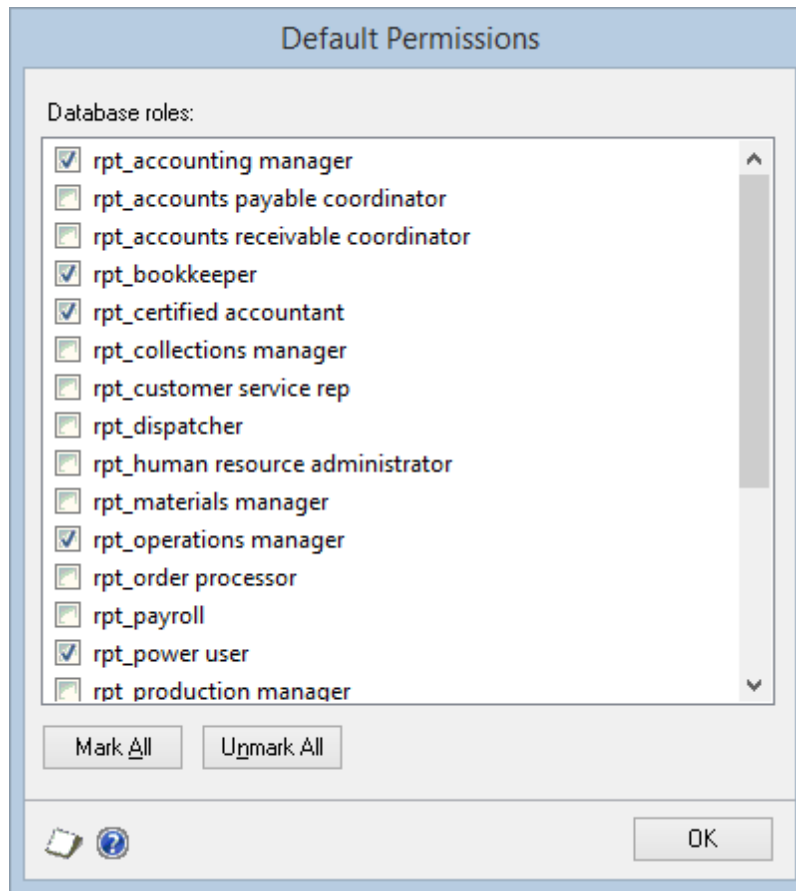 Default Permissions
Database roles:
rpt_accounting manager
rpt_accounts payable coordinator
rpt_accounts receivable coordinator
rpt_bookkeeper
rpt_certified accountant
rpt_collections manager
rpt_customer service rep
rpt_dispatcher
rpt_human resource administrator
rpt_materials manager
rpt_operations manager
rpt_order processor
rpt_payroll
rpt_power user
rpt_production manager
Mark All Unmark All
OK